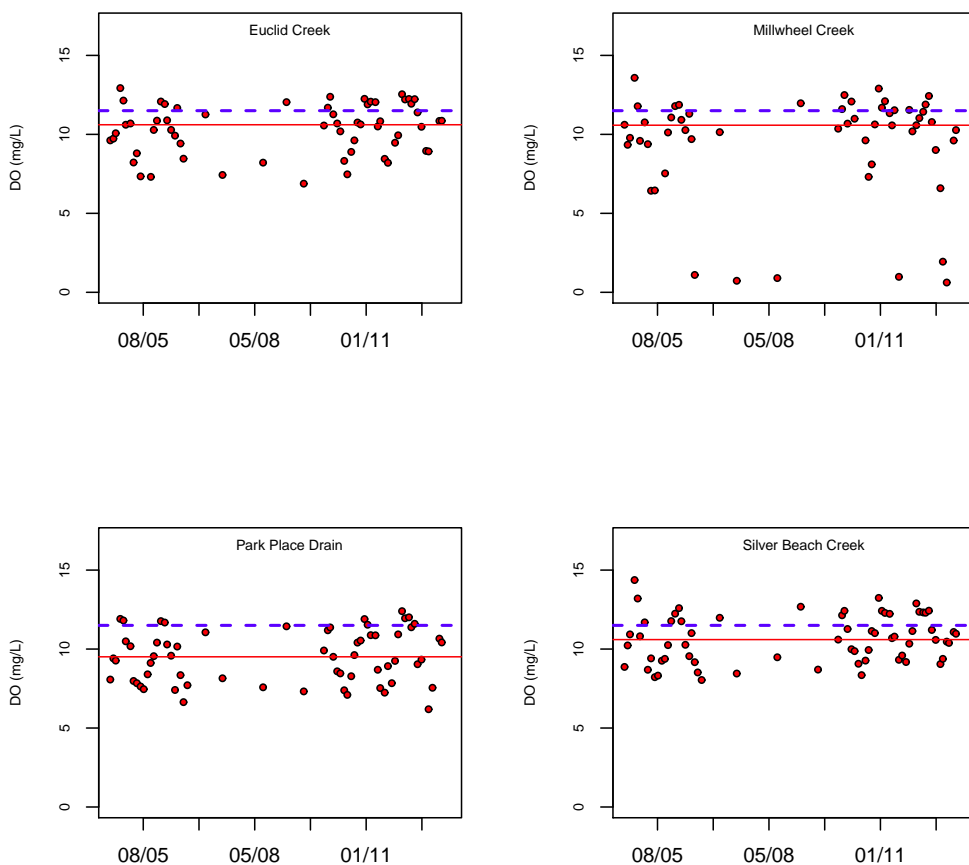 Euclid Creek
DO (mg/L)
15
10
5
0
08/05 05/08 01/11
Millwheel Creek
DO (mg/L)
15
10
5
0
08/05 05/08 01/11
Park Place Drain
DO (mg/L)
15
10
5
0
08/05 05/08 01/11
Silver Beach Creek
DO (mg/L)
15
10
5
0
08/05 05/08 01/11